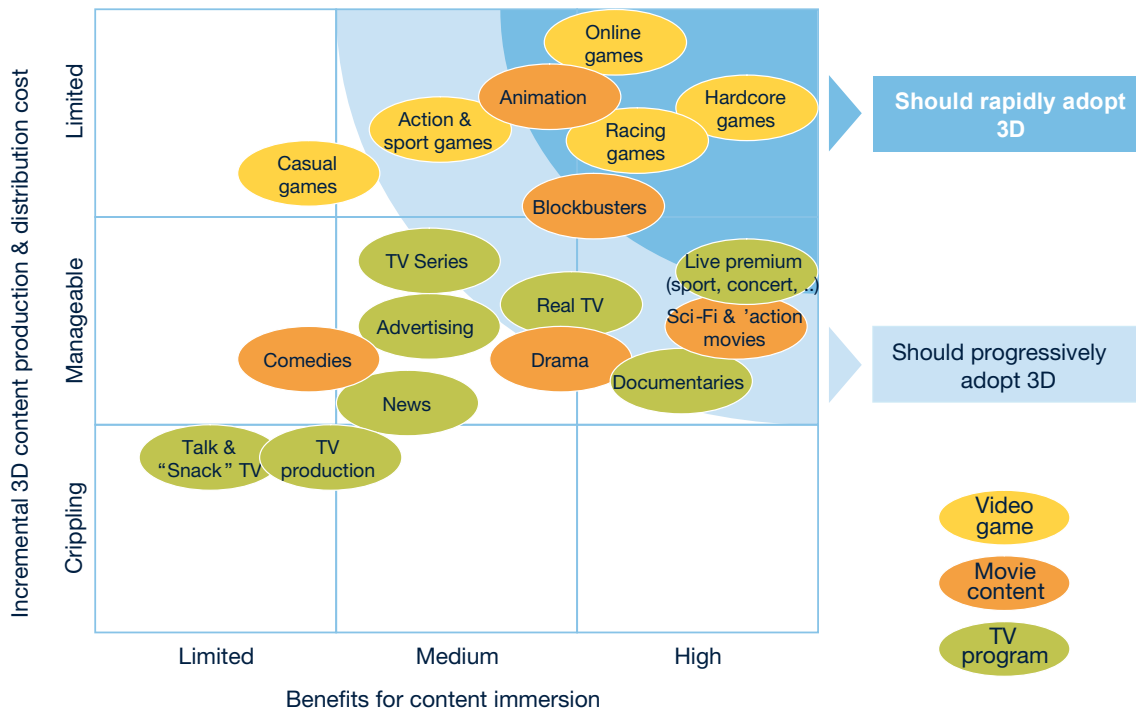 Incremental 3D content production & distribution cost
Limited
Manageable
Crippling
Online
games
Animation
Hardcore
games
Action &
sport games
Racing
games
Casual
games
Blockbusters
TV Series
Live premium
(sport, concert, ..)
Real TV
Advertising
Sci-Fi & ’action
movies
Comedies
Drama
Documentaries
News
Talk &
“Snack” TV
TV
production
Limited
Medium
High
Benefits for content immersion
Should rapidly adopt
3D
Should progressively
adopt 3D
Video
game
Movie
content
TV
program